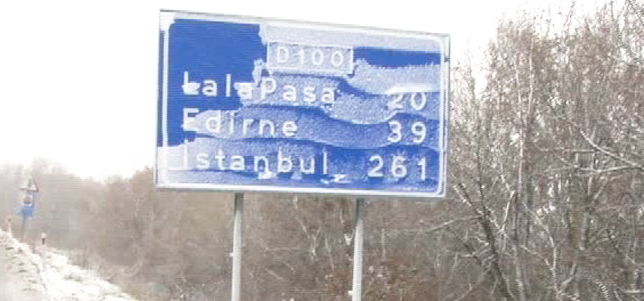 D100
Lalapaşa 20
Edirne 39
İstanbul 261